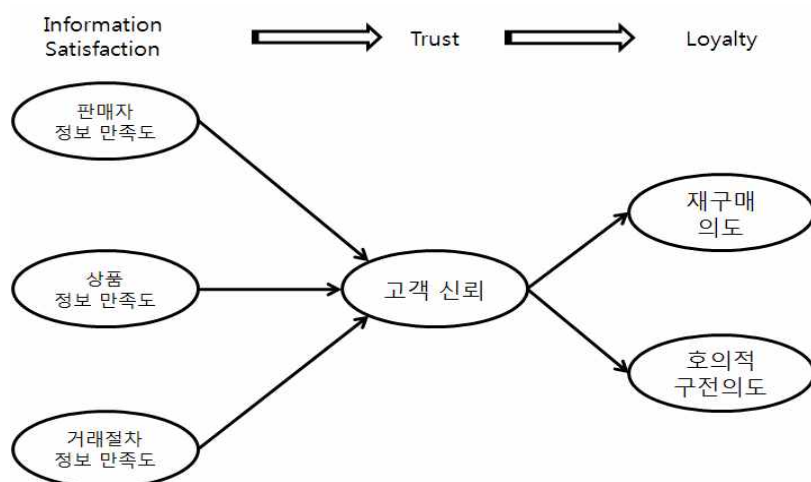 Information
Satisfaction
Trust
Loyalty
판매자
정보 만족도
상품
정보 만족도
거래절차
정보 만족도
고객 신뢰
재구매
의도
호의적
구전의도